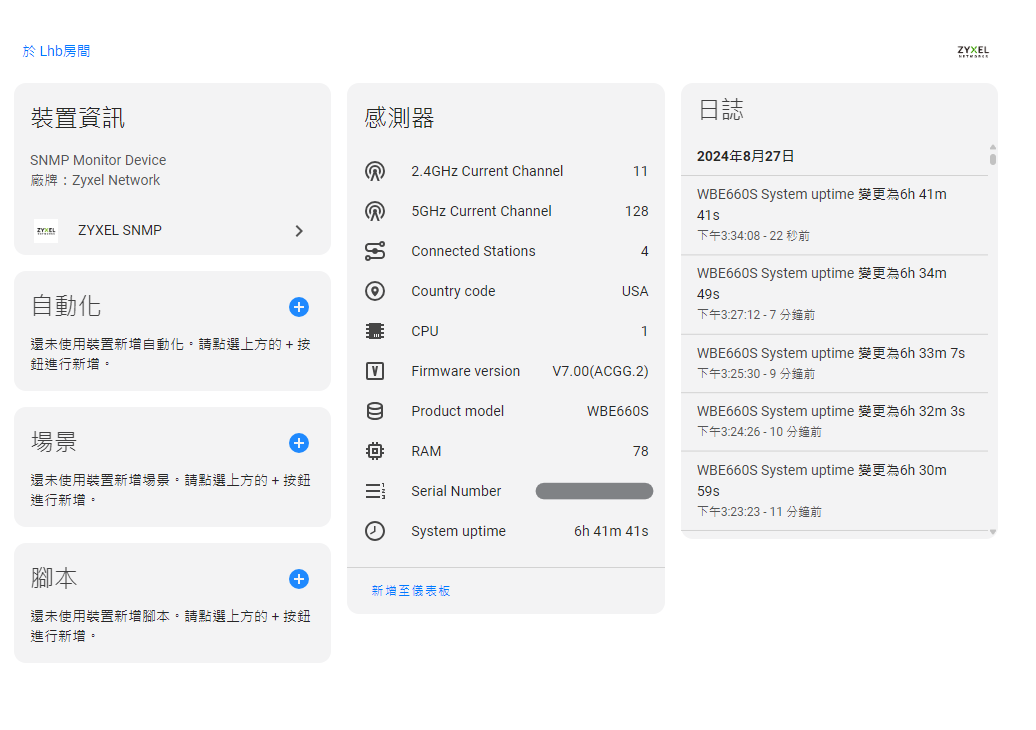 於 Lhb房間
ZYXEL
NETWORKS
裝置資訊
SNMP Monitor Device
廠牌：Zyxel Network
ZYXEL
ZYXEL SNMP
自動化
還未使用裝置新增自動化。請點選上方的 + 按
鈕進行新增。
場景
還未使用裝置新增場景。請點選上方的 + 按鈕
進行新增。
腳本
還未使用裝置新增腳本。請點選上方的 + 按鈕
進行新增。
感測器
2.4GHz Current Channel 11
5GHz Current Channel 128
Connected Stations 4
Country code USA
CPU 1
Firmware version V7.00(ACGG.2)
Product model WBE660S
RAM 78
Serial Number
System uptime 6h 41m 41s
新增至儀表板
日誌
2024年8月27日
WBE660S System uptime 變更為6h 41m
41s
下午3:34:08 - 22 秒前
WBE660S System uptime 變更為6h 34m
49s
下午3:27:12 - 7 分鐘前
WBE660S System uptime 變更為6h 33m 7s
下午3:25:30 - 9 分鐘前
WBE660S System uptime 變更為6h 32m 3s
下午3:24:26 - 10 分鐘前
WBE660S System uptime 變更為6h 30m
59s
下午3:23:23 - 11 分鐘前